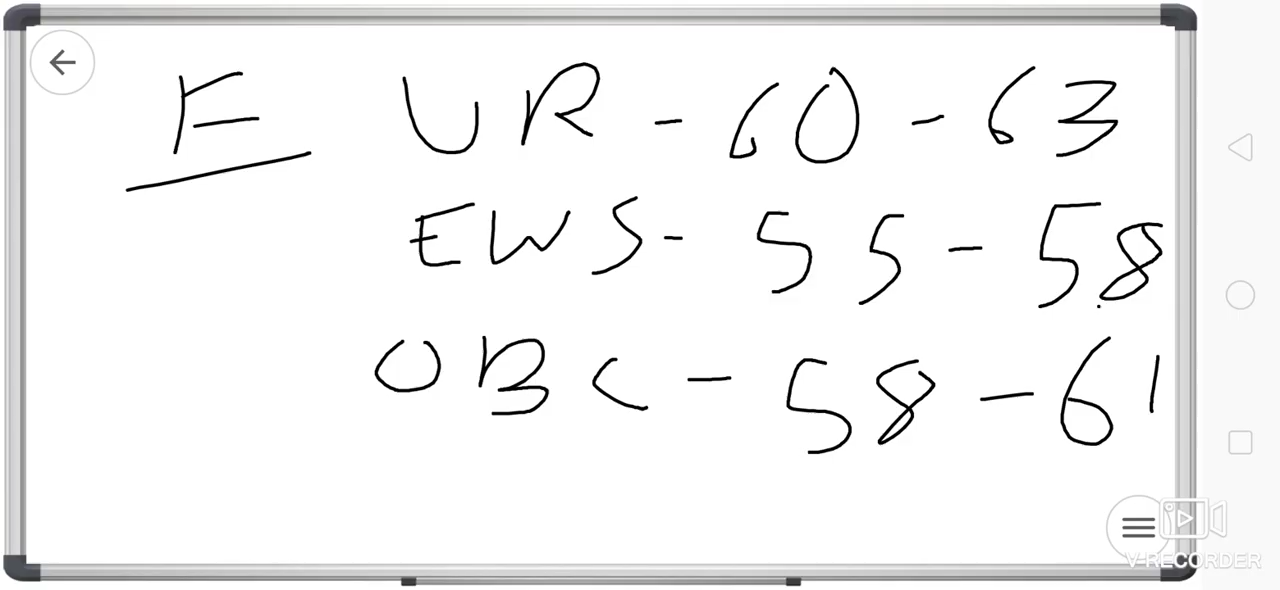 E UR - 60 - 63
EWS - 55 - 58
OBC - 58 - 61
V-RECORDER